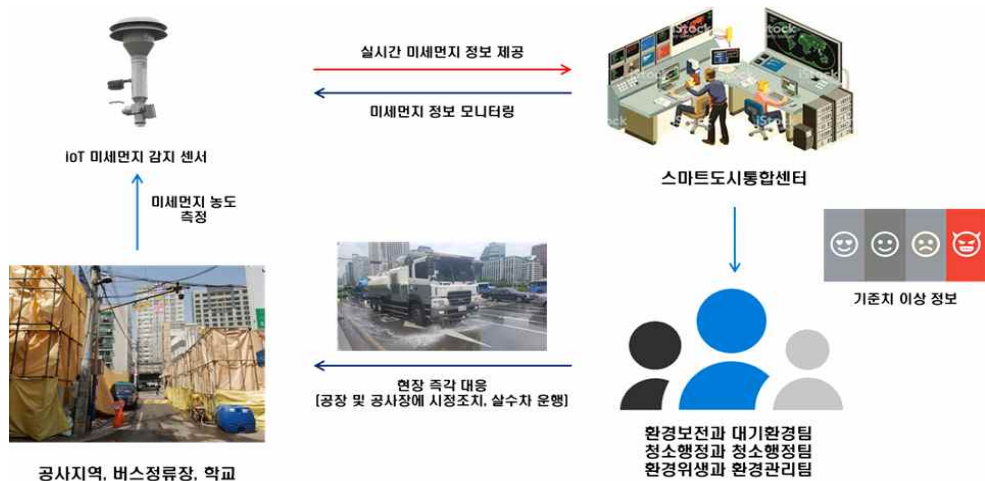 실시간 미세먼지 정보 제공
미세먼지 정보 모니터링
ioT 미세먼지 감지 센서
스마트도시통합센터
미세먼지 농도
측정
기준치 이상 정보
현장 즉각 대응
(공장 및 공사장에 시정조치, 살수차 운행)
공사지역, 버스정류장, 학교
환경보전과 대기환경팀
청소행정과 청소행정팀
환경위생과 환경관리팀
iStock
iStock
iStock
iStock